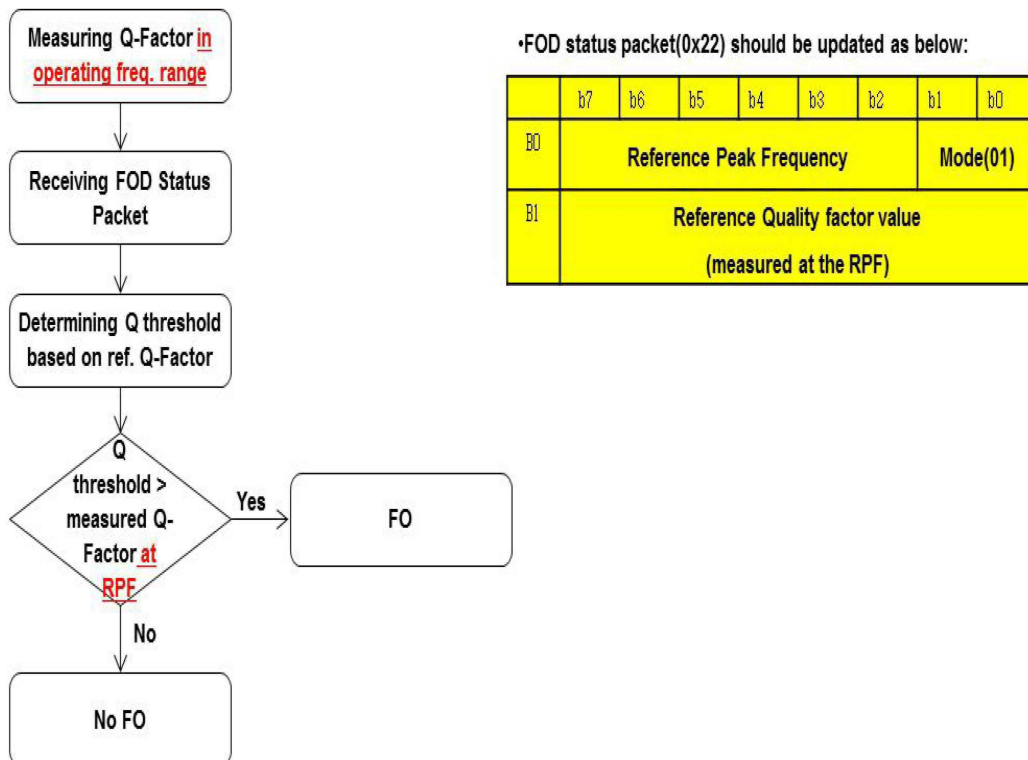 Measuring Q-Factor in
operating freq. range
Receiving FOD Status
Packet
Determining Q threshold
based on ref. Q-Factor
Q
threshold >
measured Q-
Factor at
RPF
Yes
FO
No
No FO
•FOD status packet(0x22) should be updated as below:
b7 b6 b5 b4 b3 b2 b1 b0
B0 Reference Peak Frequency Mode(01)
B1 Reference Quality factor value
(measured at the RPF)